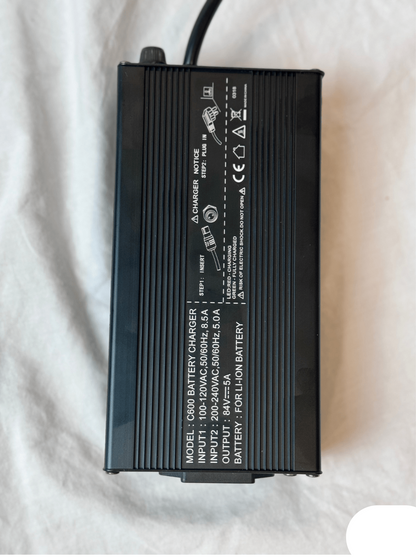 MODEL : C600 BATTERY CHARGER
INPUT1 : 100-120VAC,50/60Hz, 8.5A
INPUT2 : 200-240VAC,50/60Hz, 5.0A
OUTPUT : 84V⎓5A
BATTERY : FOR LI-ION BATTERY
⚠ CHARGER NOTICE
STEP1: INSERT
STEP2: PLUG IN
LED:RED - CHARGING
GREEN - FULLY CHARGED
⚠ RISK OF ELECTRIC SHOCK.DO NOT OPEN ⚠
CE